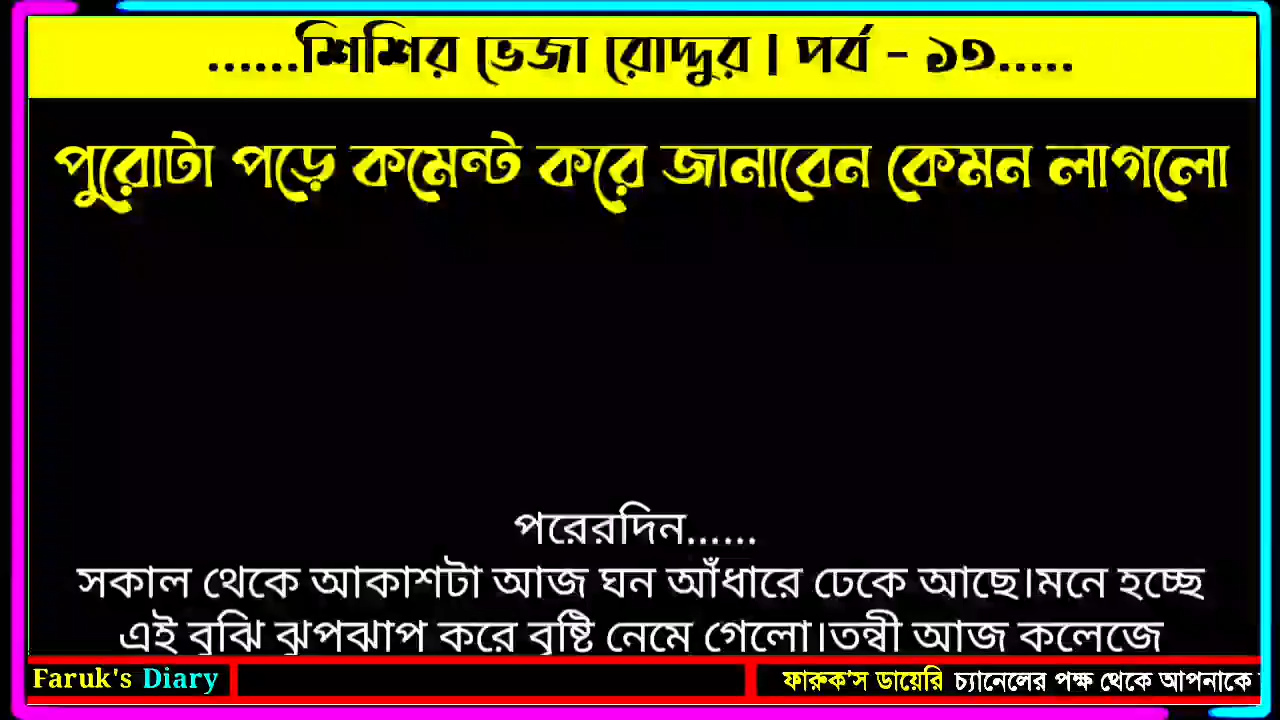 ......শিশির ভেজা রোদ্দুর | পর্ব - ১৩.....
পুরোটা পড়ে কমেন্ট করে জানাবেন কেমন লাগলো
পরেরদিন......
সকাল থেকে আকাশটা আজ ঘন আঁধারে ঢেকে আছে।মনে হচ্ছে
এই বুঝি ঝপঝাপ করে বৃষ্টি নেমে গেলো।তন্বী আজ কলেজে
Faruk's Diary
ফারুক'স ডায়েরি চ্যানেলের পক্ষ থেকে আপনাকে